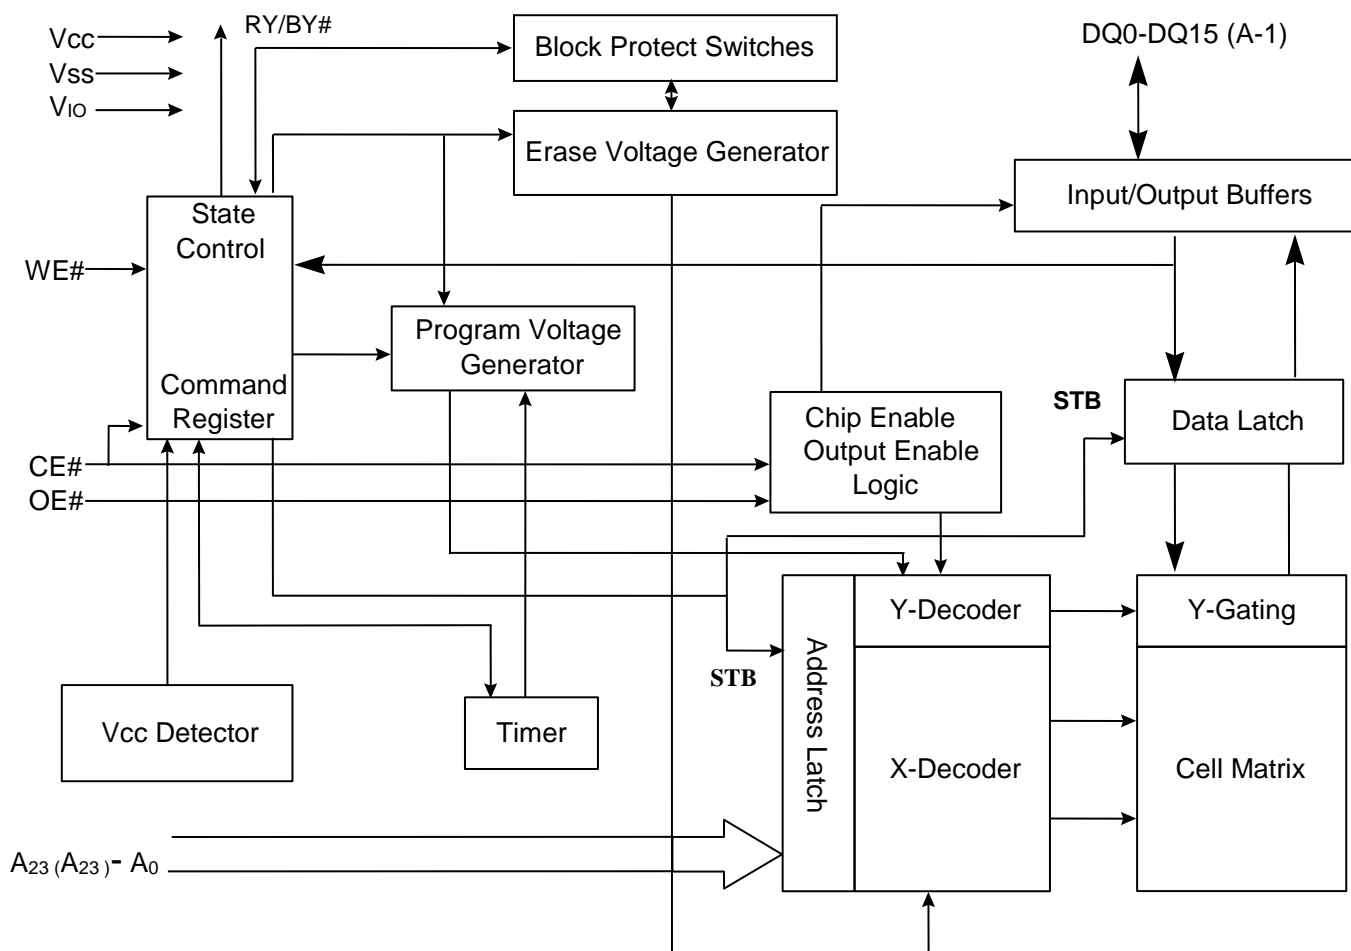 RY/BY#
Vcc
Vss
VIO
Block Protect Switches
DQ0-DQ15 (A-1)
Erase Voltage Generator
Input/Output Buffers
State
Control
WE#
Program Voltage
Generator
Command
Register
Chip Enable
Output Enable
Logic
STB
Data Latch
CE#
OE#
Address Latch
Y-Decoder
Y-Gating
STB
Vcc Detector
Timer
X-Decoder
Cell Matrix
A23 (A23 )- A0